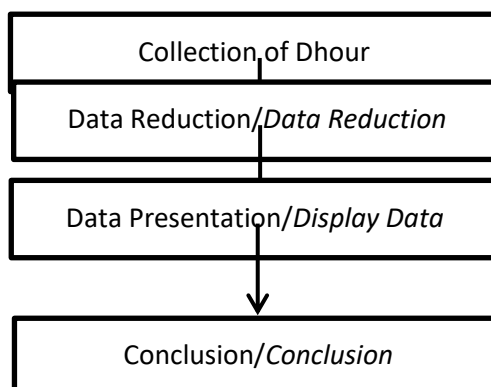 Collection of Dhour
Data Reduction/Data Reduction
Data Presentation/Display Data
Conclusion/Conclusion